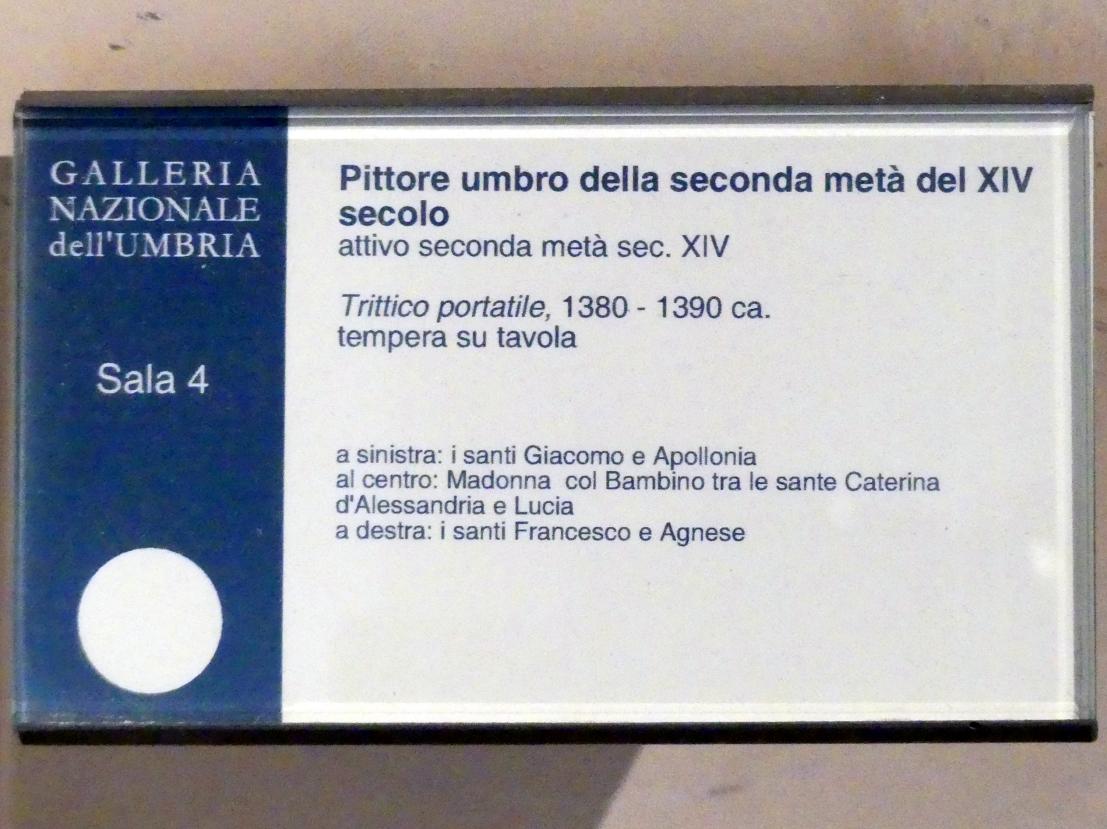 GALLERIA
NAZIONALE
dell'UMBRIA
Sala 4
Pittore umbro della seconda metà del XIV
secolo
attivo seconda metà sec. XIV
Trittico portatile, 1380 - 1390 ca.
tempera su tavola
a sinistra: i santi Giacomo e Apollonia
al centro: Madonna col Bambino tra le sante Caterina
d'Alessandria e Lucia
a destra: i santi Francesco e Agnese